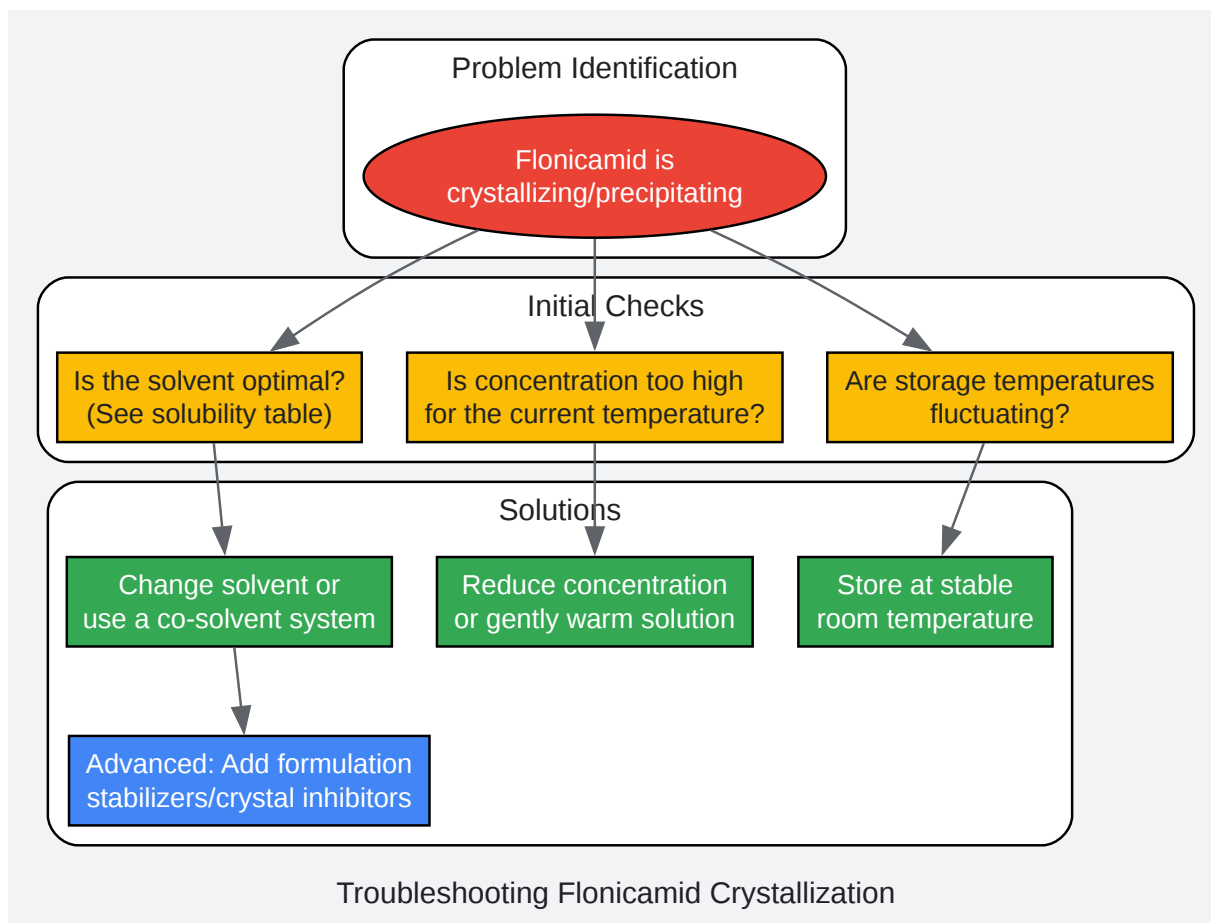 Problem Identification
Flonicamid is
crystallizing/precipitating
Initial Checks
Is the solvent optimal?
(See solubility table)
Is concentration too high
for the current temperature?
Are storage temperatures
fluctuating?
Solutions
Change solvent or
use a co-solvent system
Reduce concentration
or gently warm solution
Store at stable
room temperature
Advanced: Add formulation
stabilizers/crystal inhibitors
Troubleshooting Flonicamid Crystallization